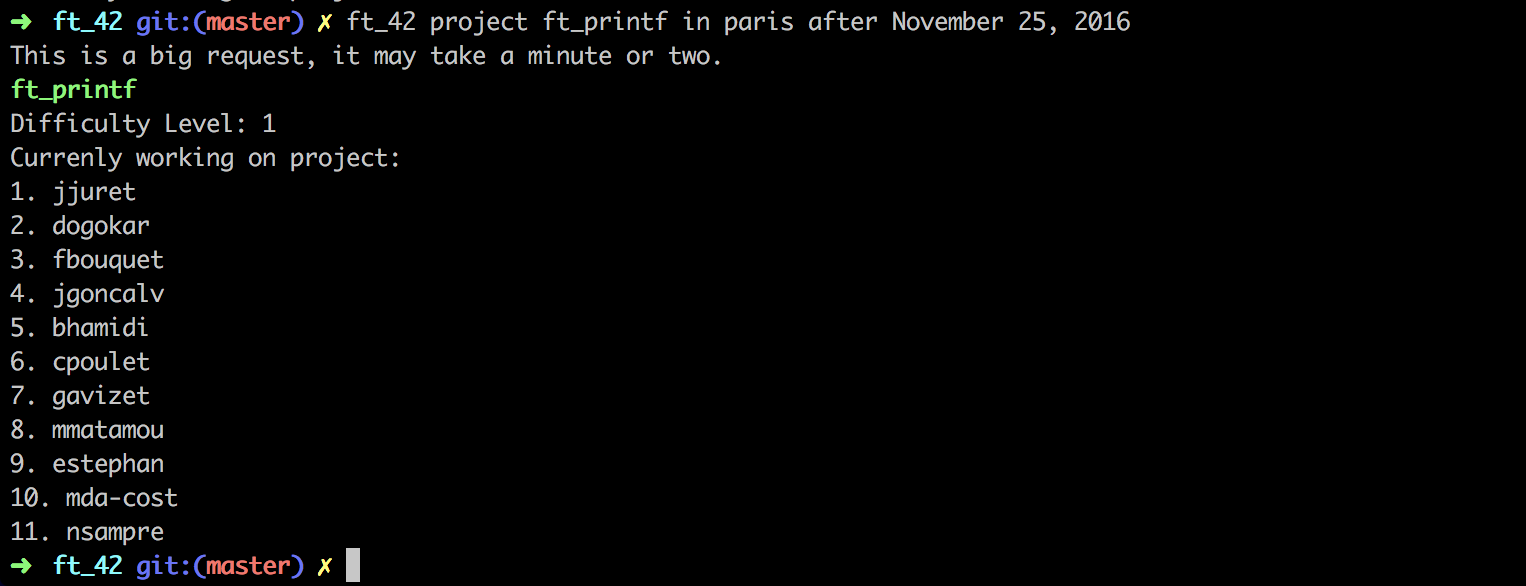 ➜ ft_42 git:(master) ✗ ft_42 project ft_printf in paris after November 25, 2016
This is a big request, it may take a minute or two.
ft_printf
Difficulty Level: 1
Currenly working on project:
1. jjuret
2. dogokar
3. fbouquet
4. jgoncalv
5. bhamidi
6. cpoulet
7. gavizet
8. mmatamou
9. estephan
10. mda-cost
11. nsampre
➜ ft_42 git:(master) ✗